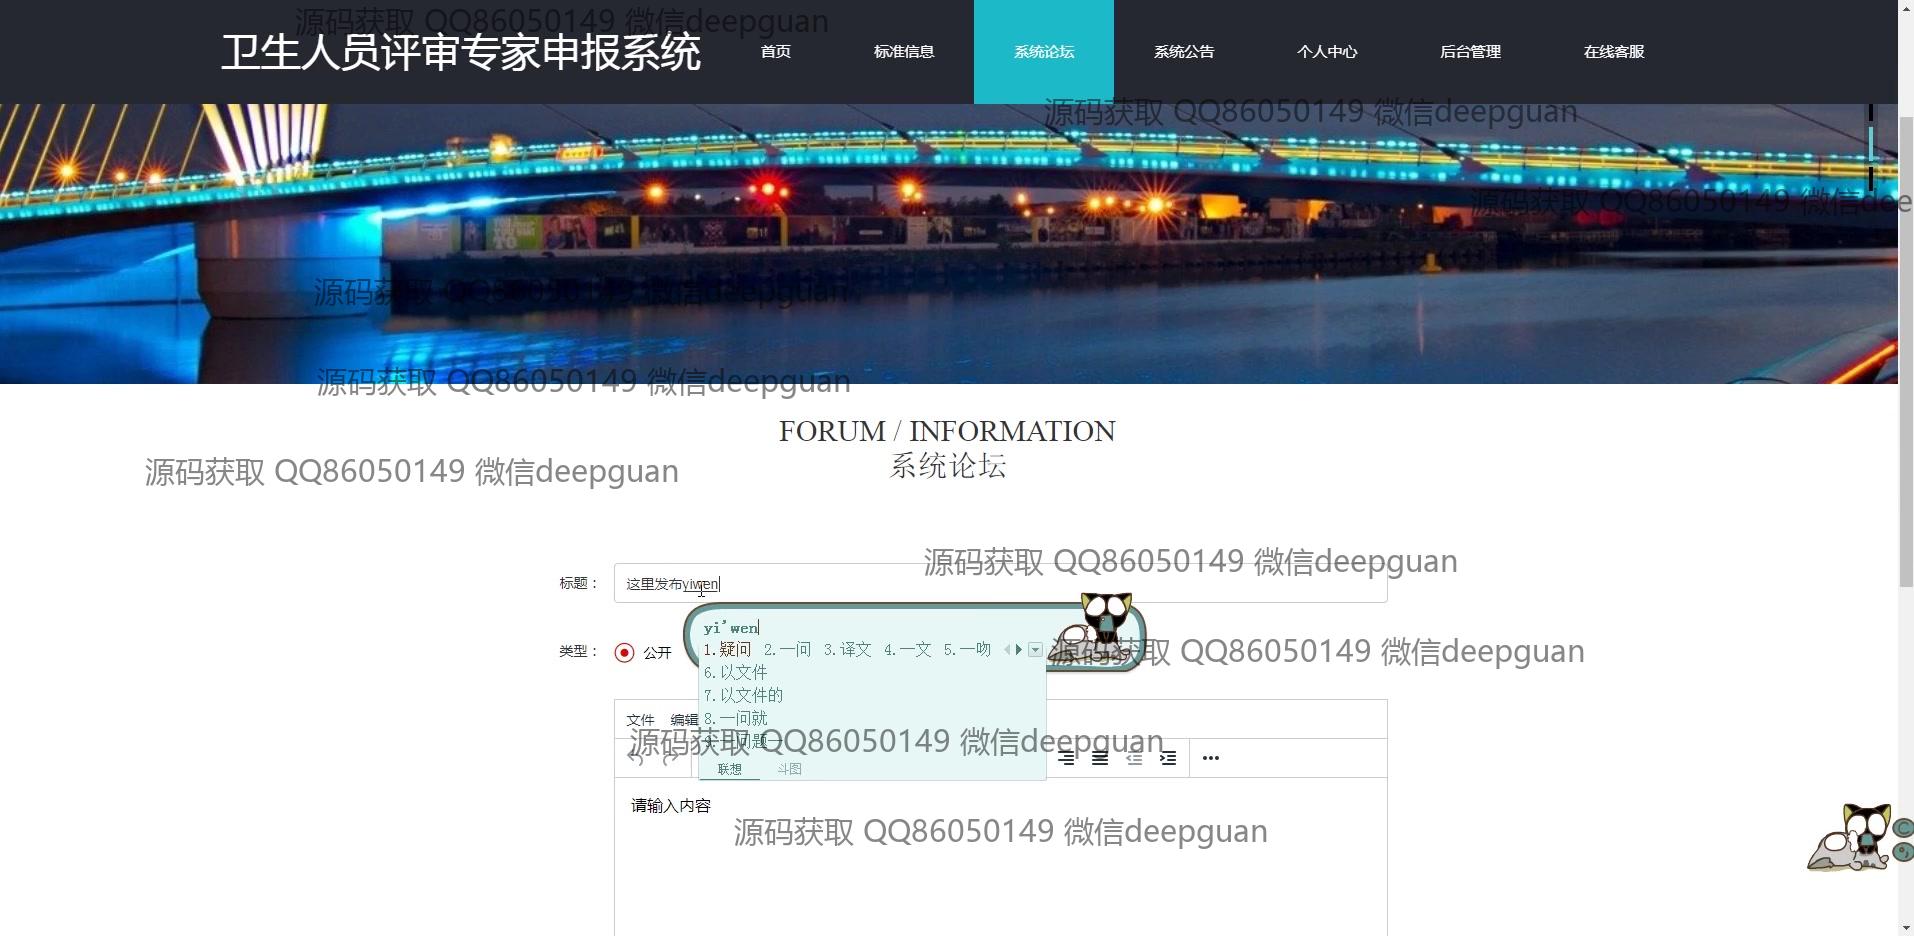 源码获取 QQ86050149 微信deepguan
卫生人员评审专家申报系统
首页
标准信息
系统论坛
系统公告
个人中心
后台管理
在线客服
源码获取 QQ86050149 微信deepguan
源码获取 QQ86050149 微信de
源码获取 QQ86050149 微信deepguan
源码获取 QQ86050149 微信deepguan
FORUM / INFORMATION
系统论坛
源码获取 QQ86050149 微信deepguan
源码获取 QQ86050149 微信deepguan
标题：
这里发布yiwen
yi'wen
类型：
公开
1.疑问 2.一问 3.译文 4.一文 5.一吻
源码获取 QQ86050149 微信deepguan
6.以文件
7.以文件的
文件 编辑
8.一问就
源码获取 QQ86050149 微信deepguan
联想 斗图
请输入内容
源码获取 QQ86050149 微信deepguan